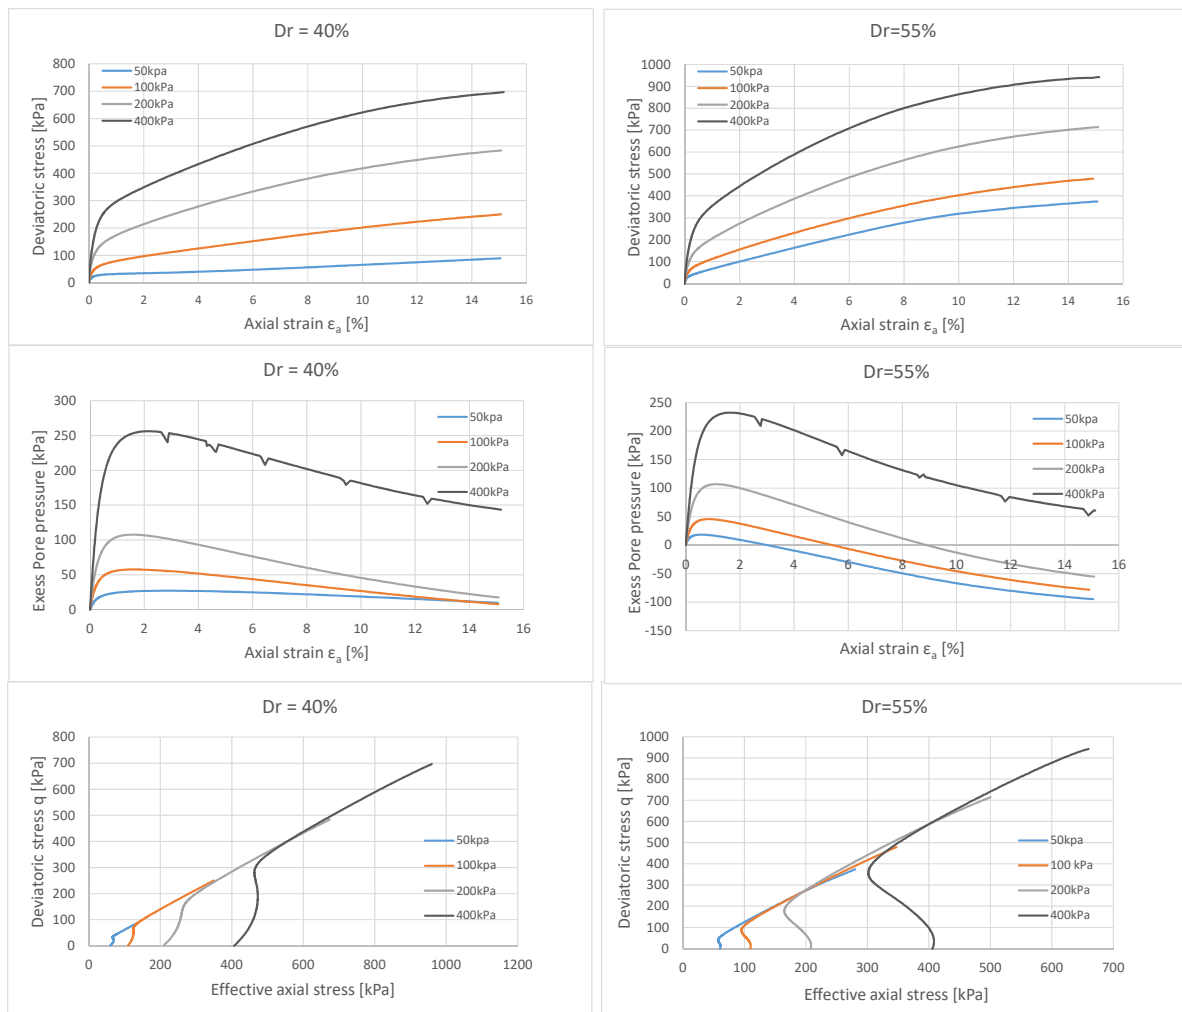 Dr = 40%
800
700
600
500
400
300
200
100
0
0
2
4
6
8
10
12
14
16
Deviatoric stress [kPa]
Axial strain εa [%]
50kpa
100kPa
200kPa
400kPa
Dr=55%
1000
900
800
700
600
500
400
300
200
100
0
0
2
4
6
8
10
12
14
16
Deviatoric stress [kPa]
Axial strain εa [%]
50kpa
100kPa
200kPa
400kPa
Dr = 40%
300
250
200
150
100
50
0
0
2
4
6
8
10
12
14
16
Exess Pore pressure [kPa]
Axial strain εa [%]
50kpa
100kPa
200kPa
400kPa
Dr=55%
250
200
150
100
50
0
-50
-100
-150
0
2
4
6
8
10
12
14
16
Exess Pore pressure [kPa]
Axial strain εa [%]
50kpa
100kPa
200kPa
400kPa
Dr = 40%
800
700
600
500
400
300
200
100
0
0
200
400
600
800
1000
1200
Deviatoric stress q [kPa]
Effective axial stress [kPa]
50kpa
100kpa
200kPa
400kPa
Dr=55%
1000
900
800
700
600
500
400
300
200
100
0
0
100
200
300
400
500
600
700
Deviatoric stress q [kPa]
Effective axial stress [kPa]
50kpa
100 kPa
200kPa
400kPa